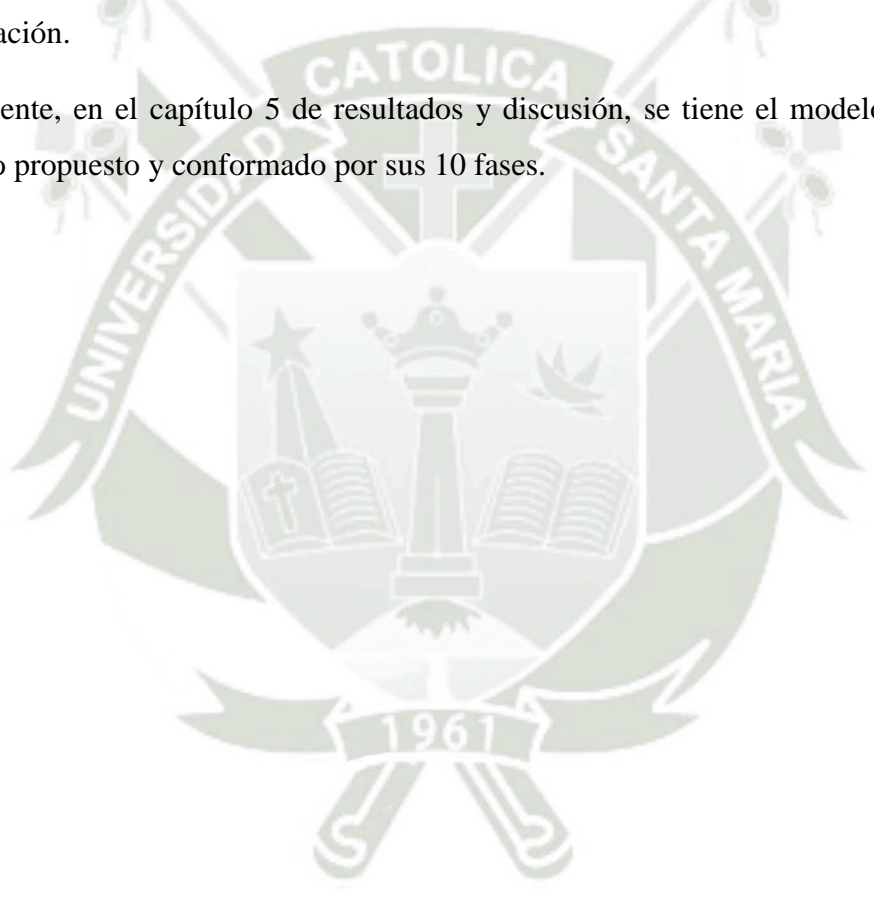 ación.
ente, en el capítulo 5 de resultados y discusión, se tiene el modelo
o propuesto y conformado por sus 10 fases.
UNIVERSIDAD CATOLICA SANTA MARIA
1961